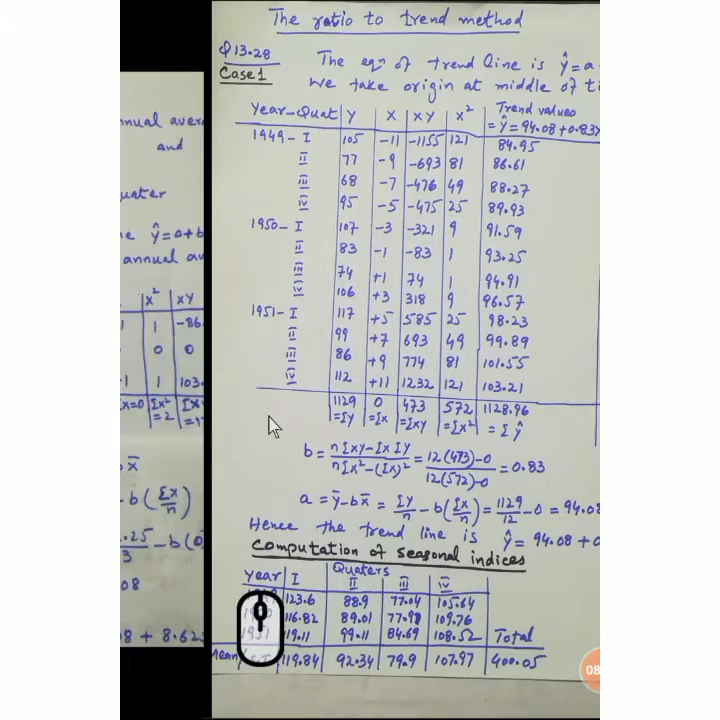 The ratio to trend method
Q 13.28
Case 1
The eqn of trend line is Ŷ = a
We take origin at middle of ti
Year-Quat Y X XY X² Trend values = Ŷ = 94.08 + 0.83X
1949- I 105 -11 -1155 121 84.95
II 77 -9 -693 81 86.61
III 68 -7 -476 49 88.27
IV 95 -5 -475 25 89.93
1950- I 107 -3 -321 9 91.59
II 83 -1 -83 1 93.25
III 74 +1 74 1 94.91
IV 106 +3 318 9 96.57
1951- I 117 +5 585 25 98.23
II 99 +7 693 49 99.89
III 86 +9 774 81 101.55
IV 112 +11 1232 121 103.21
1129 0 473 572 1128.96
=ΣY =ΣX =ΣXY =ΣX² = ΣŶ
b = nΣXY-ΣX ΣY / nΣX²-(ΣX)² = 12(473)-0 / 12(572)-0 = 0.83
a = Ȳ-bX̄ = ΣY/n - b(ΣX/n) = 1129/12 - 0 = 94.08
Hence the trend line is Ŷ = 94.08 + 0
Computation of seasonal indices
Quaters
Year I II III IV
123.6 88.9 77.04 105.64
116.82 89.01 77.97 109.76
1951 119.11 99.11 84.69 108.52 Total
mean 119.84 92.34 79.9 107.97 400.05
nnual aver
and
uater
e Ŷ = a + b
annual av
X² XY
1 1 -86
0 0
+1 1 103.
ΣX=0 ΣX²=2
X̄
- b (ΣX/n)
.25/3 - b(0
08
8 + 8.62
08